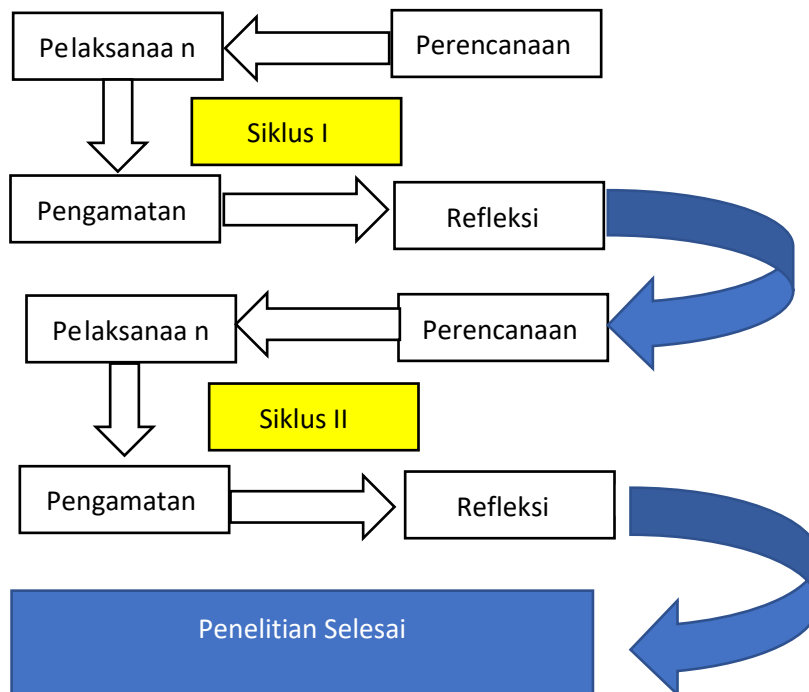 Pelaksanaa n
Perencanaan
Siklus I
Pengamatan
Refleksi
Pelaksanaa n
Perencanaan
Siklus II
Pengamatan
Refleksi
Penelitian Selesai